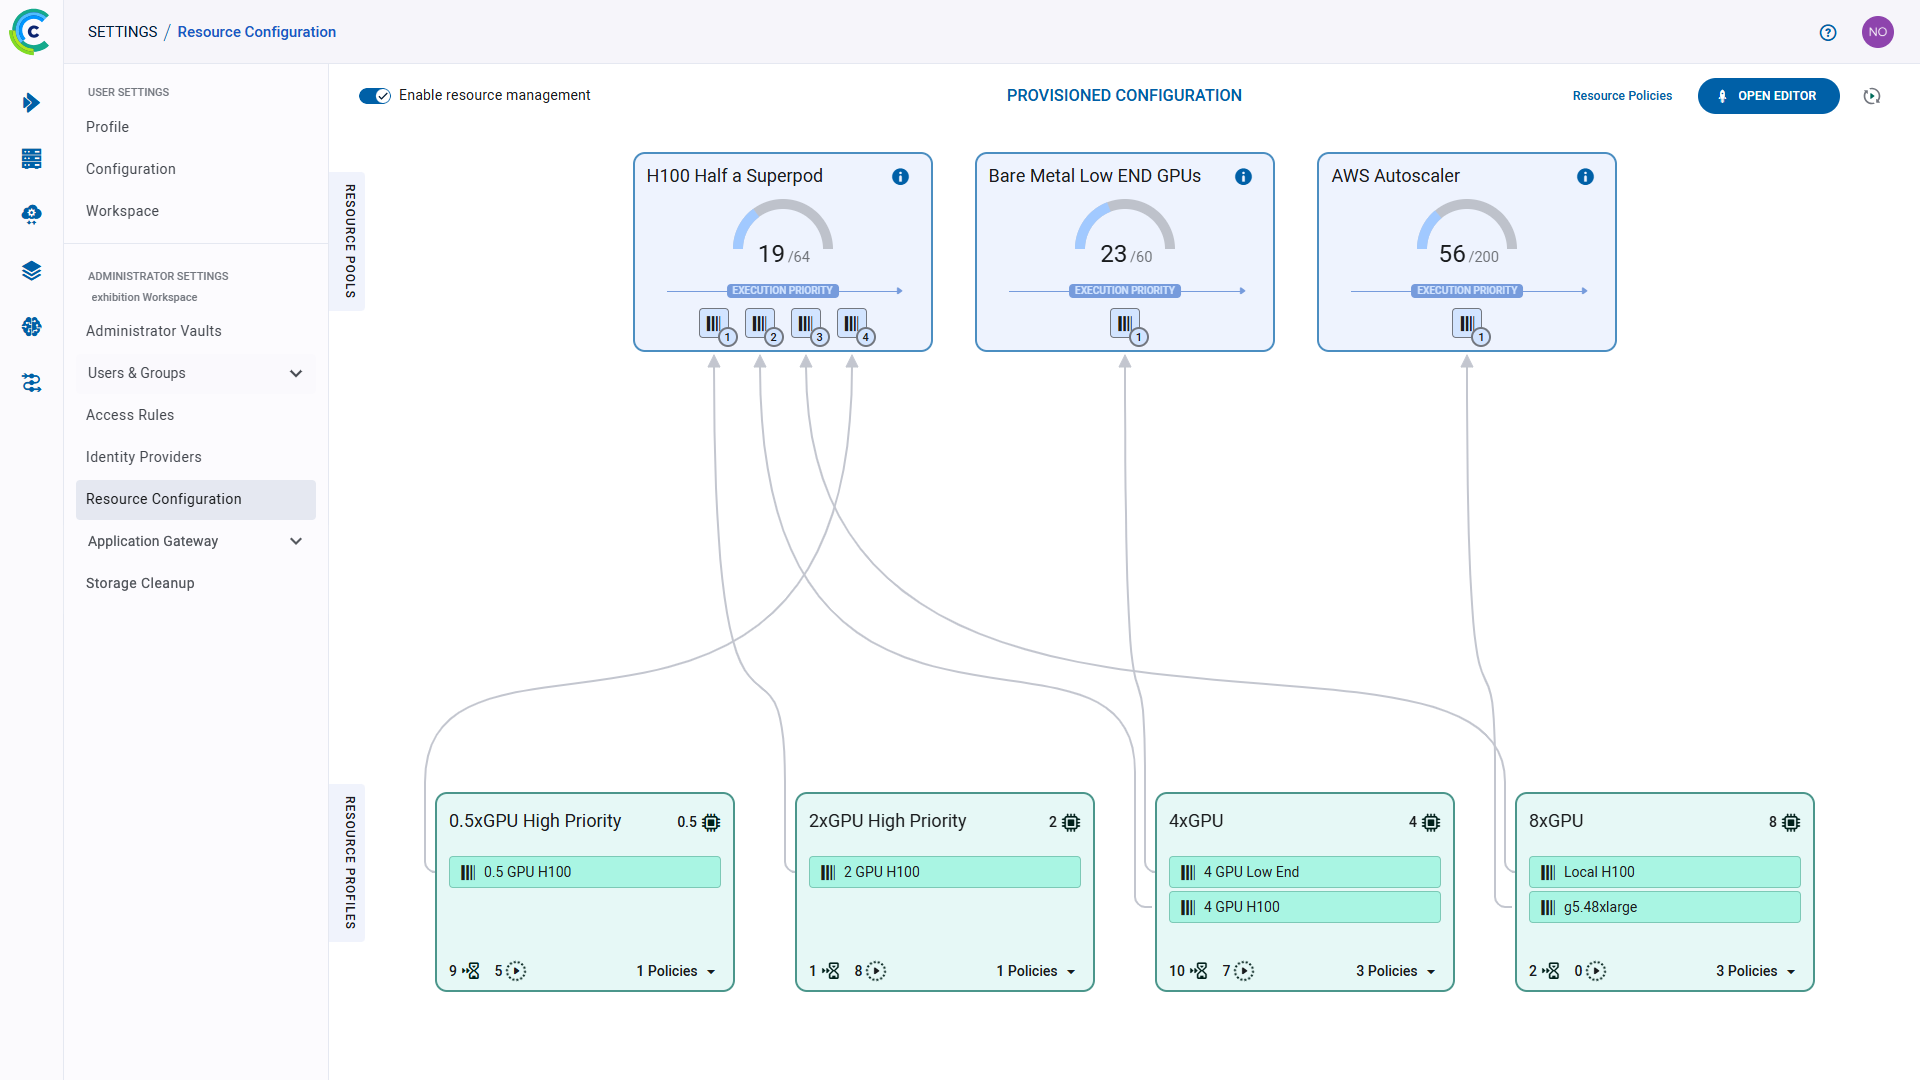 SETTINGS / Resource Configuration
NO
USER SETTINGS
Profile
Configuration
Workspace
ADMINISTRATOR SETTINGS
exhibition Workspace
Administrator Vaults
Users & Groups
Access Rules
Identity Providers
Resource Configuration
Application Gateway
Storage Cleanup
Enable resource management
PROVISIONED CONFIGURATION
Resource Policies
OPEN EDITOR
RESOURCE POOLS
H100 Half a Superpod
19 /64
EXECUTION PRIORITY
1 2 3 4
Bare Metal Low END GPUs
23 /60
EXECUTION PRIORITY
1
AWS Autoscaler
56 /200
EXECUTION PRIORITY
1
RESOURCE PROFILES
0.5xGPU High Priority 0.5
0.5 GPU H100
9 5 1 Policies
2xGPU High Priority 2
2 GPU H100
1 8 1 Policies
4xGPU 4
4 GPU Low End
4 GPU H100
10 7 3 Policies
8xGPU 8
Local H100
g5.48xlarge
2 0 3 Policies